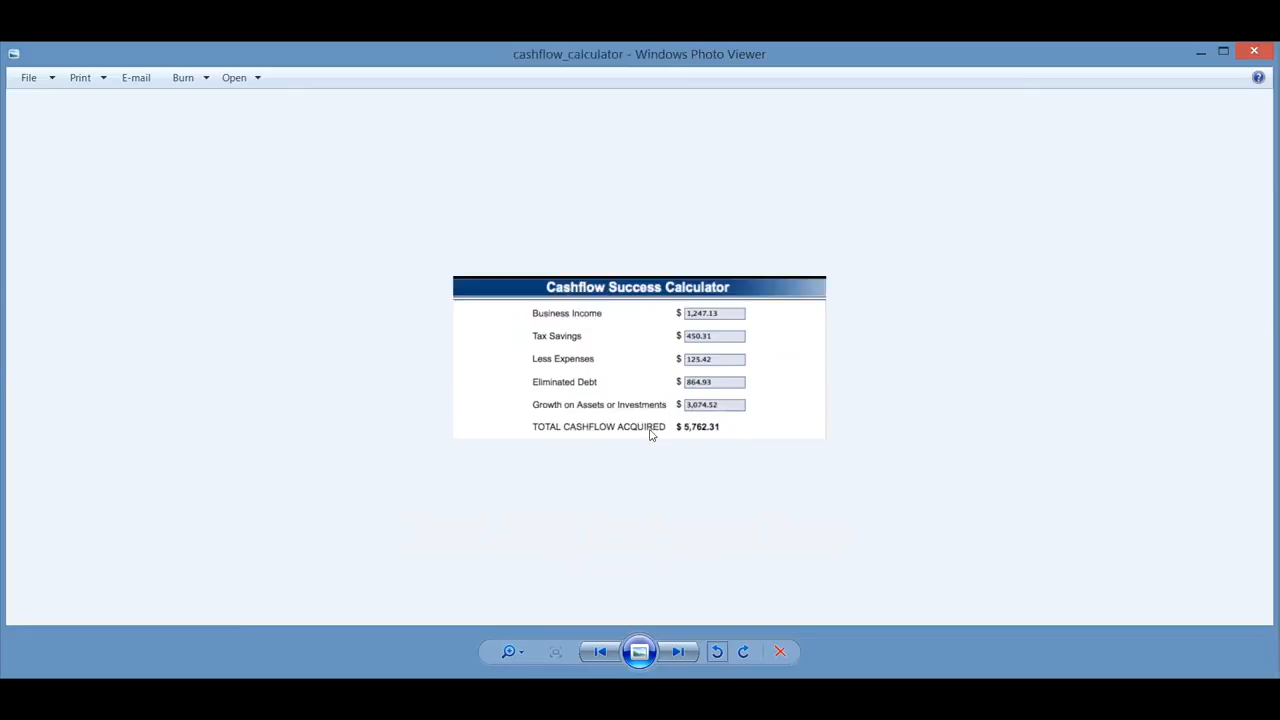 cashflow_calculator - Windows Photo Viewer
File Print E-mail Burn Open
Cashflow Success Calculator
Business Income $ 1,247.13
Tax Savings $ 450.31
Less Expenses $ 125.42
Eliminated Debt $ 864.93
Growth on Assets or Investments $ 3,074.52
TOTAL CASHFLOW ACQUIRED $ 5,762.31